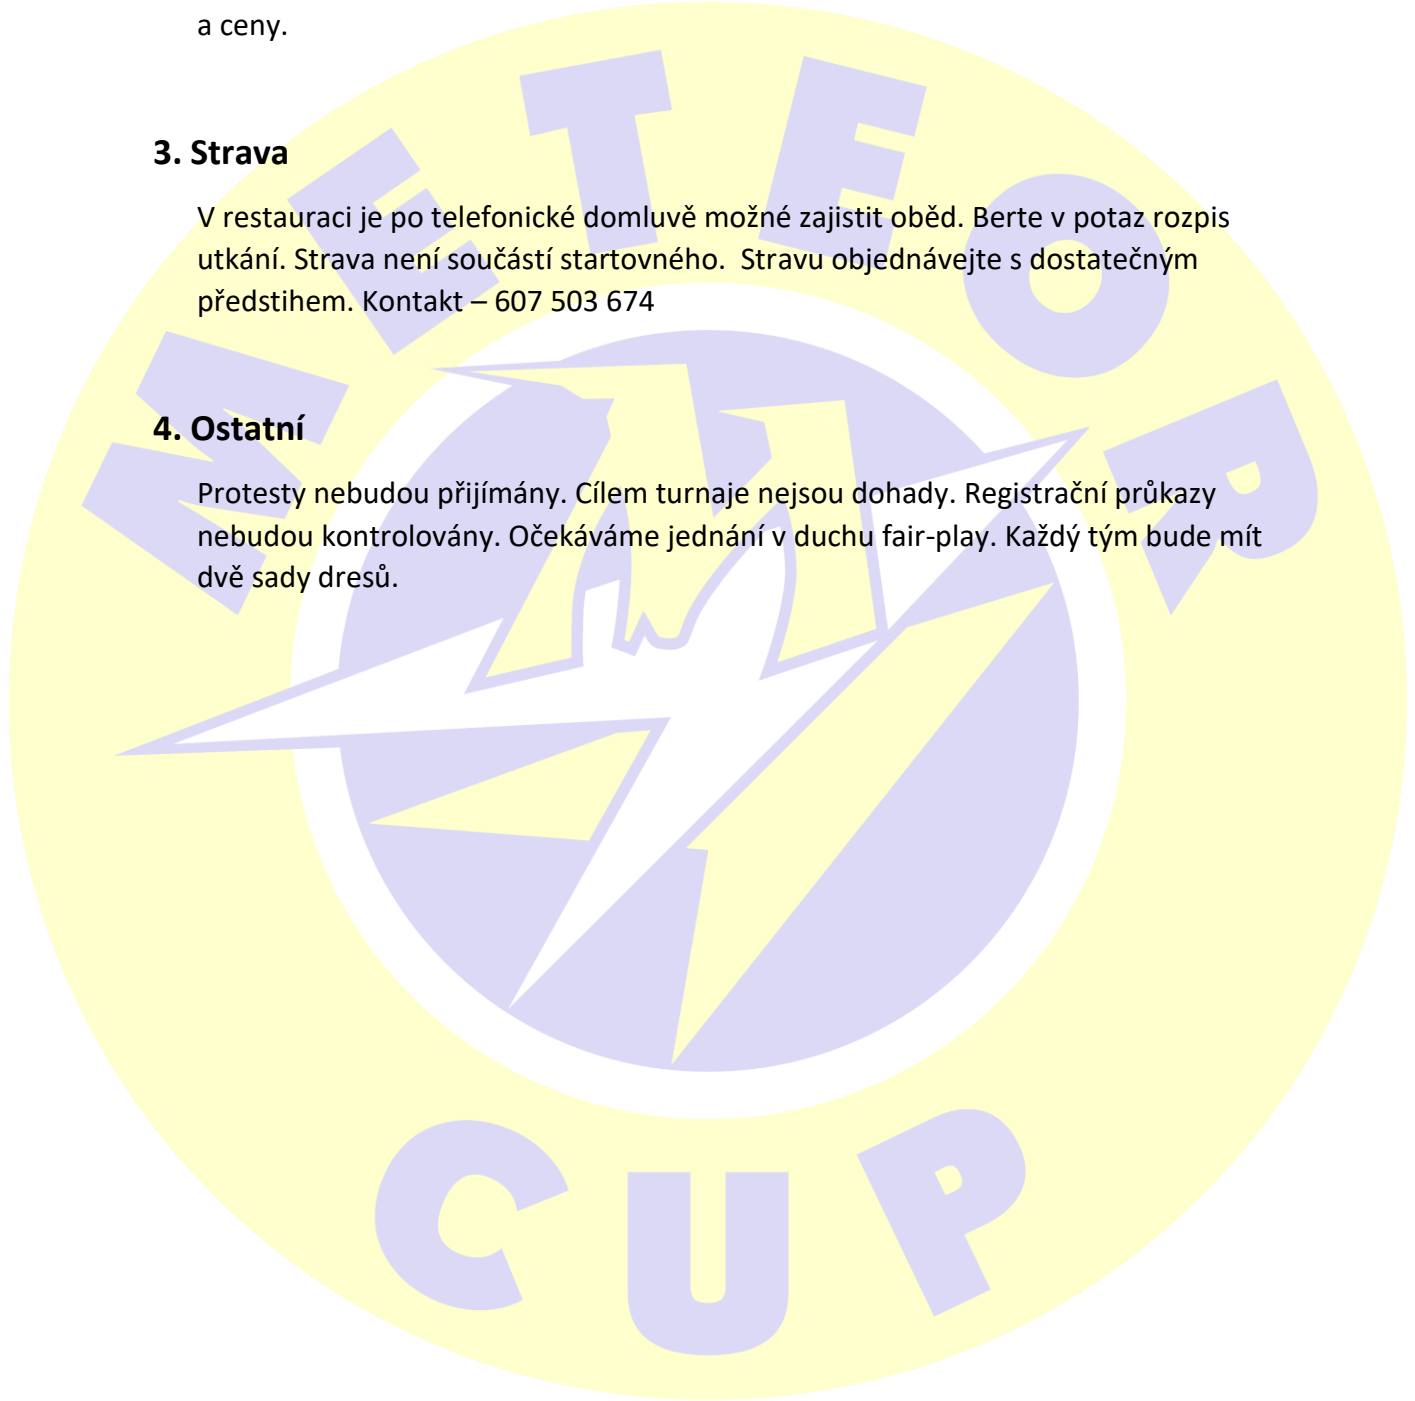 a ceny.
3. Strava
V restauraci je po telefonické domluvě možné zajistit oběd. Berte v potaz rozpis
utkání. Strava není součástí startovného.  Stravu objednávejte s dostatečným
předstihem. Kontakt – 607 503 674
4. Ostatní
Protesty nebudou přijímány. Cílem turnaje nejsou dohady. Registrační průkazy
nebudou kontrolovány. Očekáváme jednání v duchu fair-play. Každý tým bude mít
dvě sady dresů.
METEOR
CUP